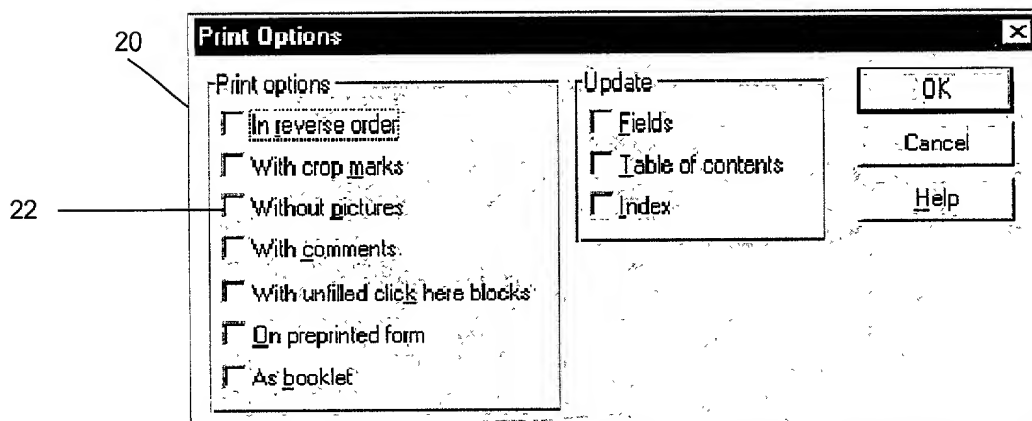 20
Print Options
Print options
In reverse order
With crop marks
22
Without pictures
With comments
With unfilled click here blocks
On preprinted form
As booklet
Update
Fields
Table of contents
Index
OK
Cancel
Help